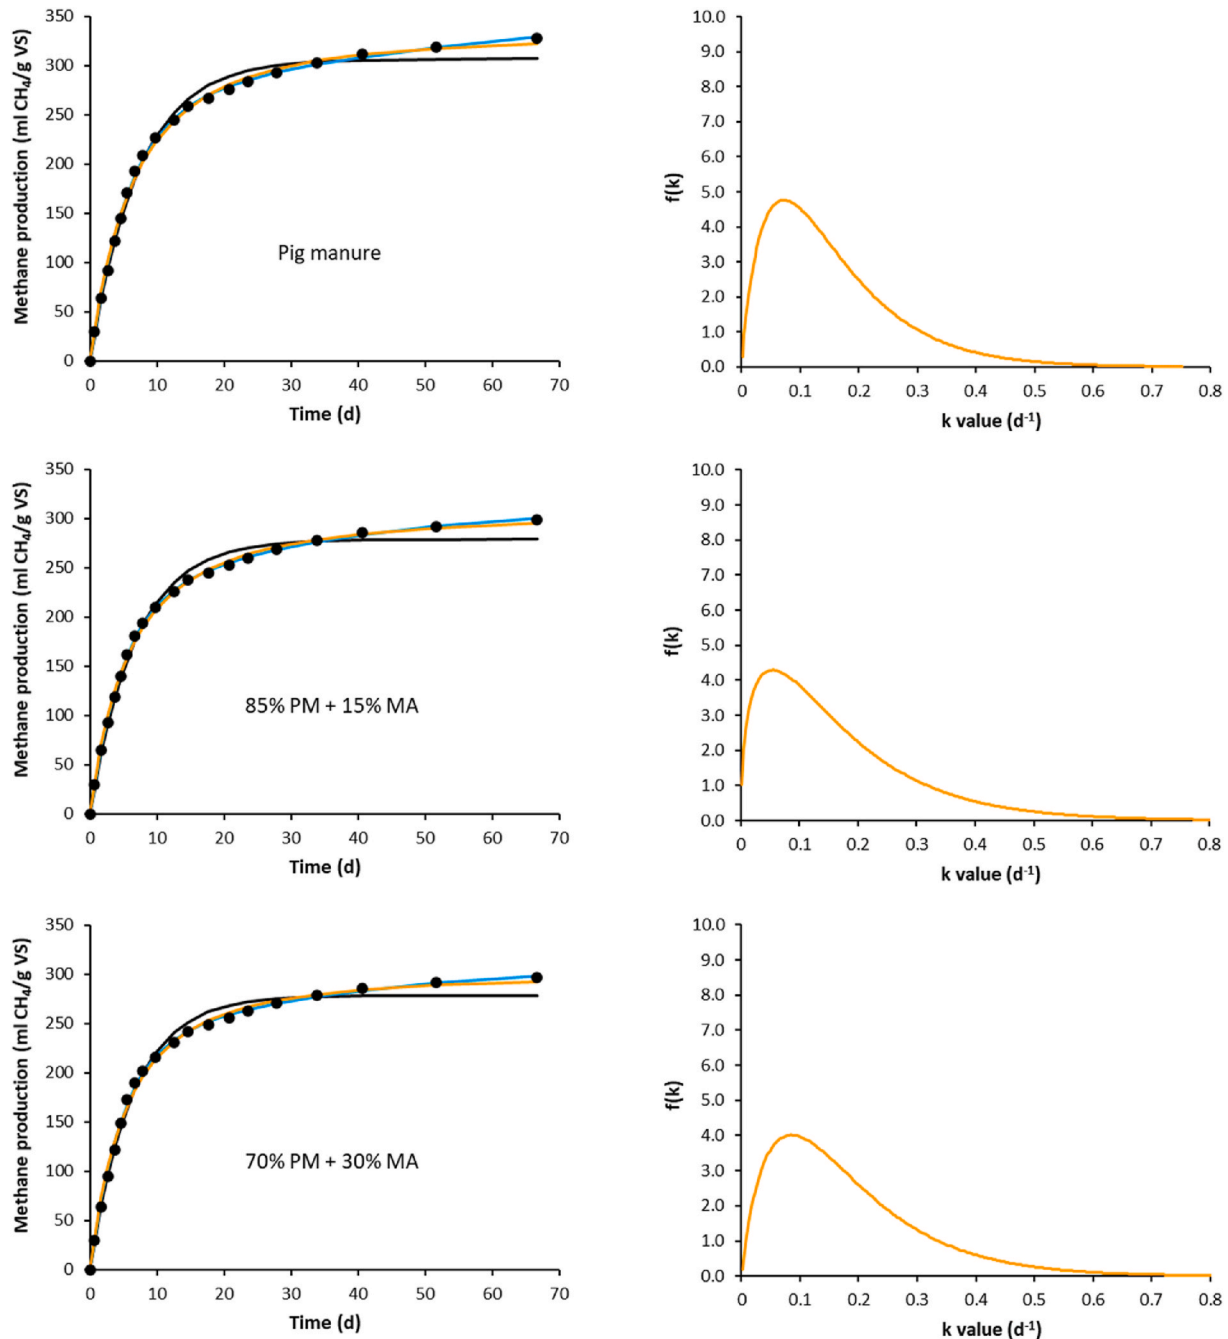 Methane production (ml CH₄/g VS)
350
300
250
200
150
100
50
0
Pig manure
0 10 20 30 40 50 60 70
Time (d)
f(k)
10.0
9.0
8.0
7.0
6.0
5.0
4.0
3.0
2.0
1.0
0.0
0 0.1 0.2 0.3 0.4 0.5 0.6 0.7 0.8
k value (d⁻¹)
Methane production (ml CH₄/g VS)
350
300
250
200
150
100
50
0
85% PM + 15% MA
0 10 20 30 40 50 60 70
Time (d)
f(k)
10.0
9.0
8.0
7.0
6.0
5.0
4.0
3.0
2.0
1.0
0.0
0 0.1 0.2 0.3 0.4 0.5 0.6 0.7 0.8
k value (d⁻¹)
Methane production (ml CH₄/g VS)
350
300
250
200
150
100
50
0
70% PM + 30% MA
0 10 20 30 40 50 60 70
Time (d)
f(k)
10.0
9.0
8.0
7.0
6.0
5.0
4.0
3.0
2.0
1.0
0.0
0 0.1 0.2 0.3 0.4 0.5 0.6 0.7 0.8
k value (d⁻¹)